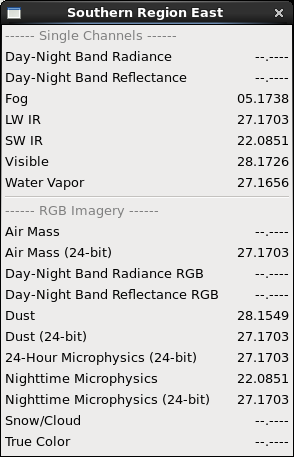 Southern Region East
------ Single Channels ------
Day-Night Band Radiance --.----
Day-Night Band Reflectance --.----
Fog 05.1738
LW IR 27.1703
SW IR 22.0851
Visible 28.1726
Water Vapor 27.1656
------ RGB Imagery ------
Air Mass --.----
Air Mass (24-bit) 27.1703
Day-Night Band Radiance RGB --.----
Day-Night Band Reflectance RGB --.----
Dust 28.1549
Dust (24-bit) 27.1703
24-Hour Microphysics (24-bit) 27.1703
Nighttime Microphysics 22.0851
Nighttime Microphysics (24-bit) 27.1703
Snow/Cloud --.----
True Color --.----